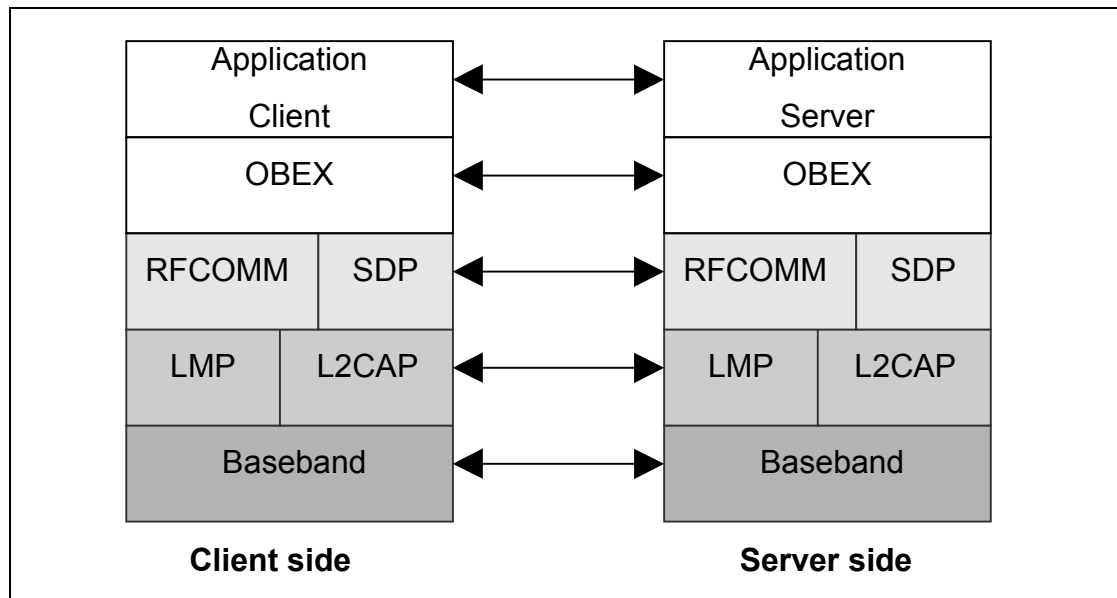 Application
Client
OBEX
RFCOMM SDP
LMP L2CAP
Baseband
Client side
Application
Server
OBEX
RFCOMM SDP
LMP L2CAP
Baseband
Server side